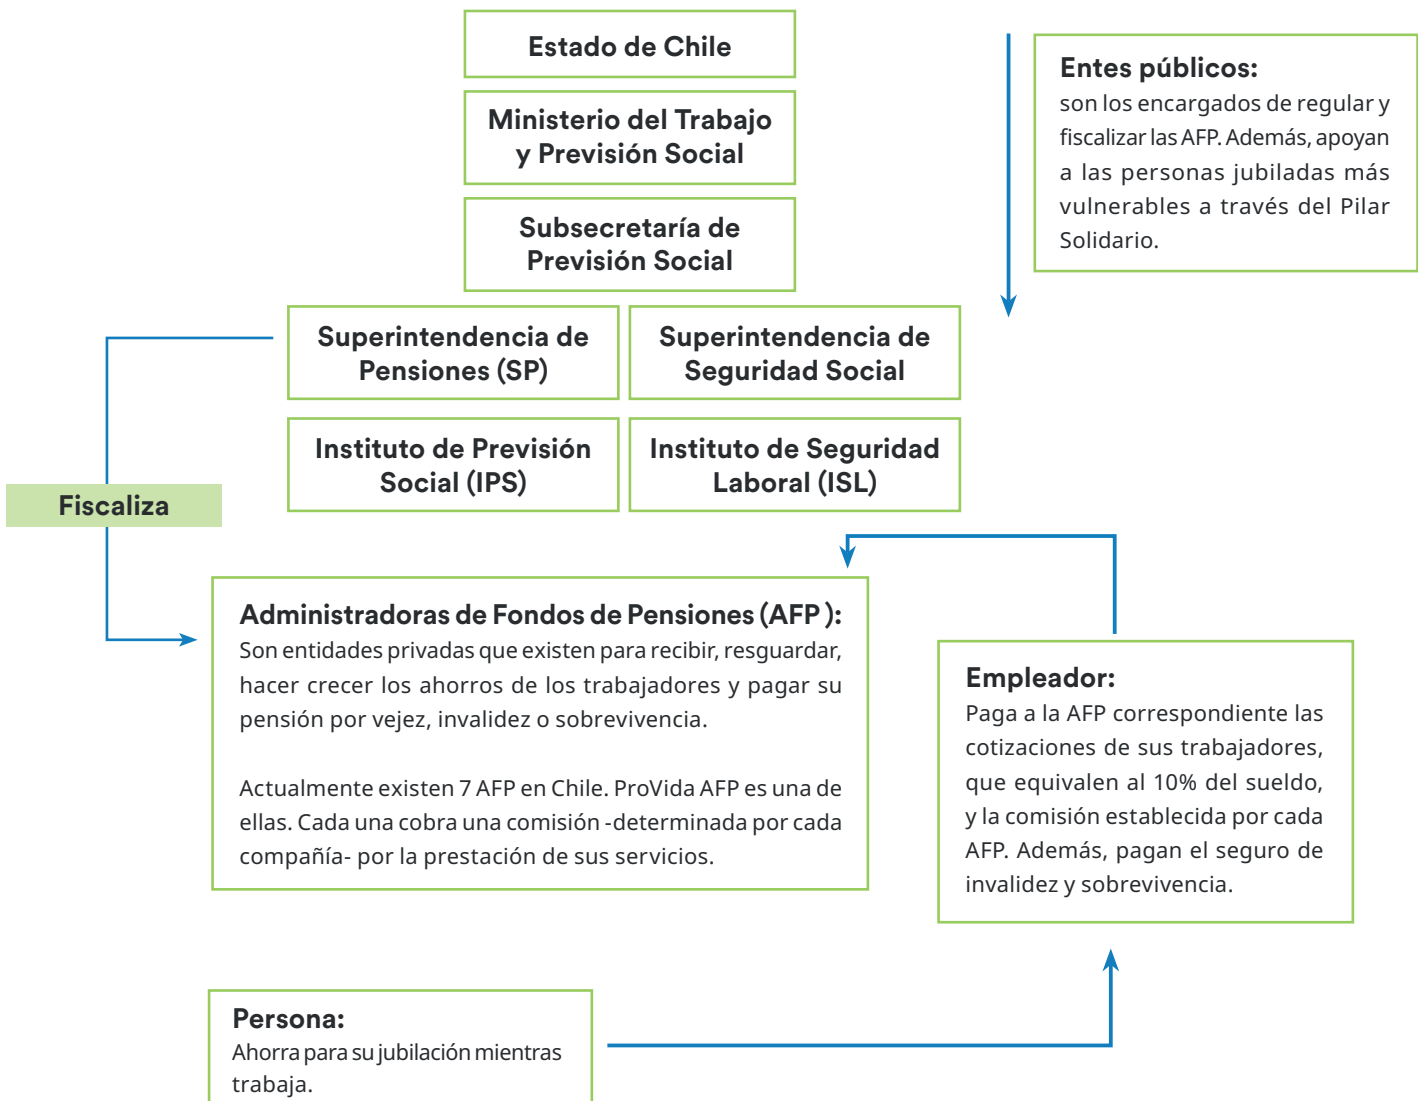 Estado de Chile
Ministerio del Trabajo
y Previsión Social
Subsecretaría de
Previsión Social
Entes públicos:
son los encargados de regular y
fiscalizar las AFP. Además, apoyan
a las personas jubiladas más
vulnerables a través del Pilar
Solidario.
Superintendencia de
Pensiones (SP)
Superintendencia de
Seguridad Social
Instituto de Previsión
Social (IPS)
Instituto de Seguridad
Laboral (ISL)
Fiscaliza
Administradoras de Fondos de Pensiones (AFP ):
Son entidades privadas que existen para recibir, resguardar,
hacer crecer los ahorros de los trabajadores y pagar su
pensión por vejez, invalidez o sobrevivencia.
Actualmente existen 7 AFP en Chile. ProVida AFP es una de
ellas. Cada una cobra una comisión -determinada por cada
compañía- por la prestación de sus servicios.
Empleador:
Paga a la AFP correspondiente las
cotizaciones de sus trabajadores,
que equivalen al 10% del sueldo,
y la comisión establecida por cada
AFP. Además, pagan el seguro de
invalidez y sobrevivencia.
Persona:
Ahorra para su jubilación mientras
trabaja.